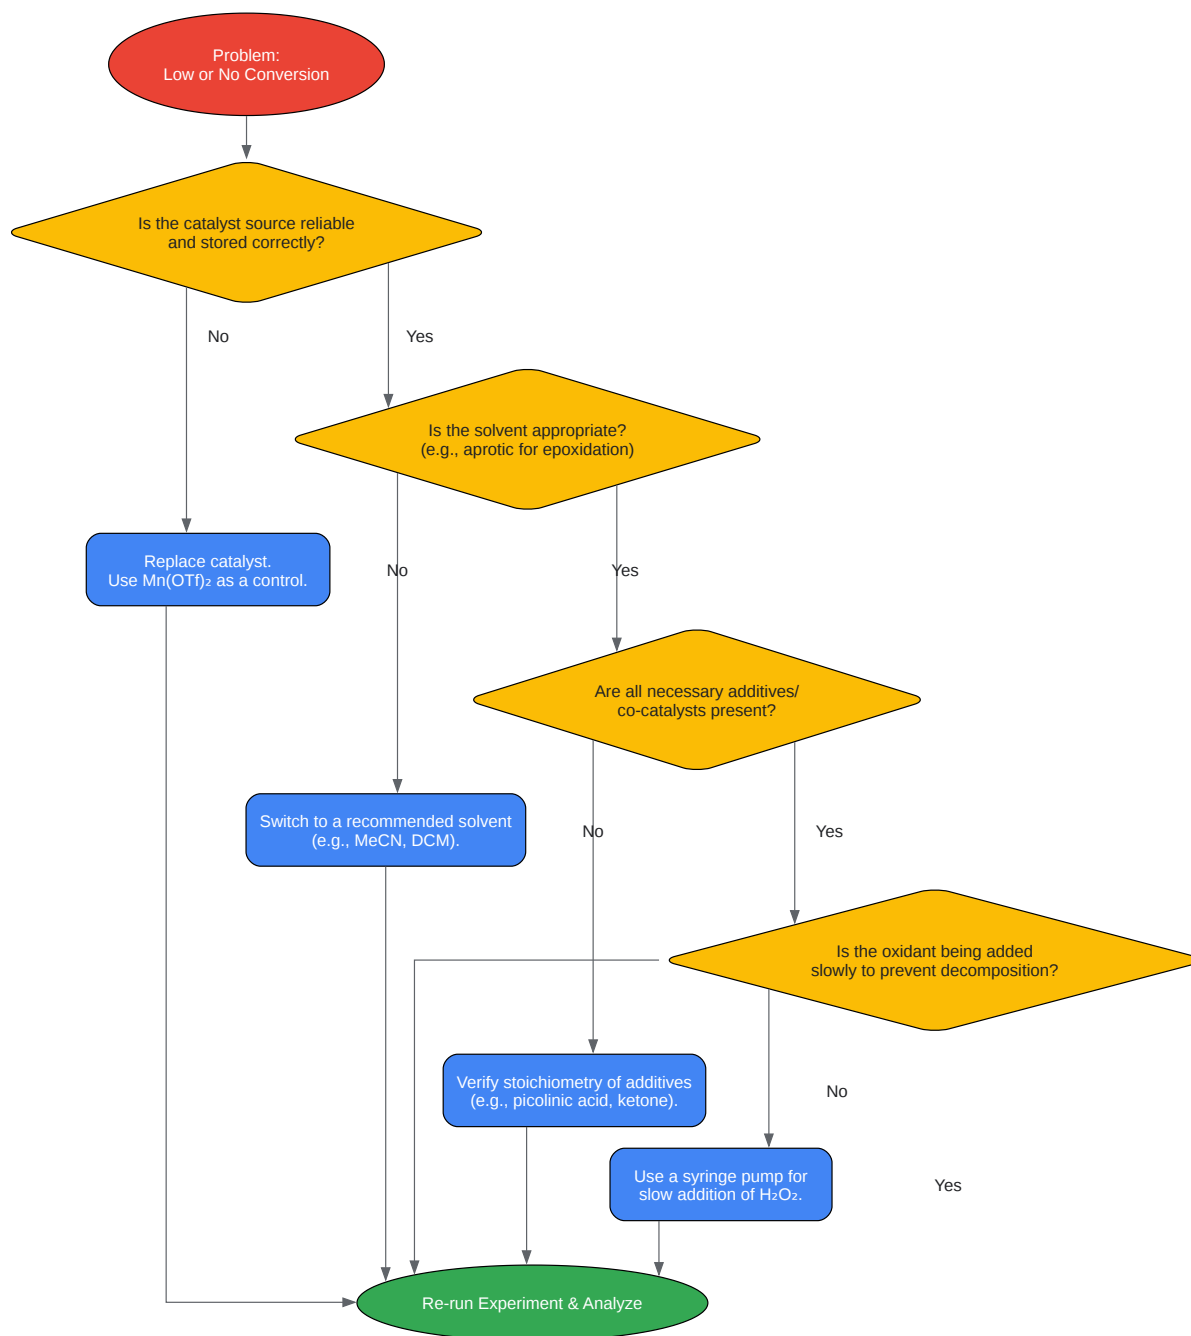 Problem:
Low or No Conversion
Is the catalyst source reliable
and stored correctly?
No
Yes
Is the solvent appropriate?
(e.g., aprotic for epoxidation)
Replace catalyst.
Use Mn(OTf)₂ as a control.
No
Yes
Are all necessary additives/
co-catalysts present?
Switch to a recommended solvent
(e.g., MeCN, DCM).
No
Yes
Is the oxidant being added
slowly to prevent decomposition?
Verify stoichiometry of additives
(e.g., picolinic acid, ketone).
No
Use a syringe pump for
slow addition of H₂O₂.
Yes
Re-run Experiment & Analyze